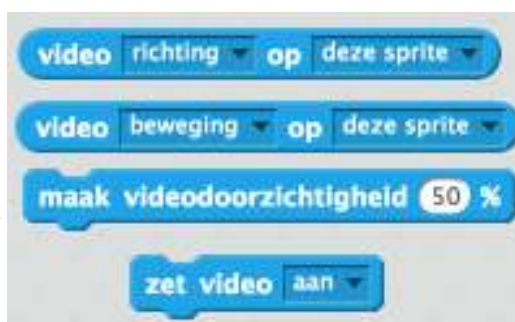 video richting op deze sprite
video beweging op deze sprite
maak videodoorzichtigheid 50 %
zet video aan